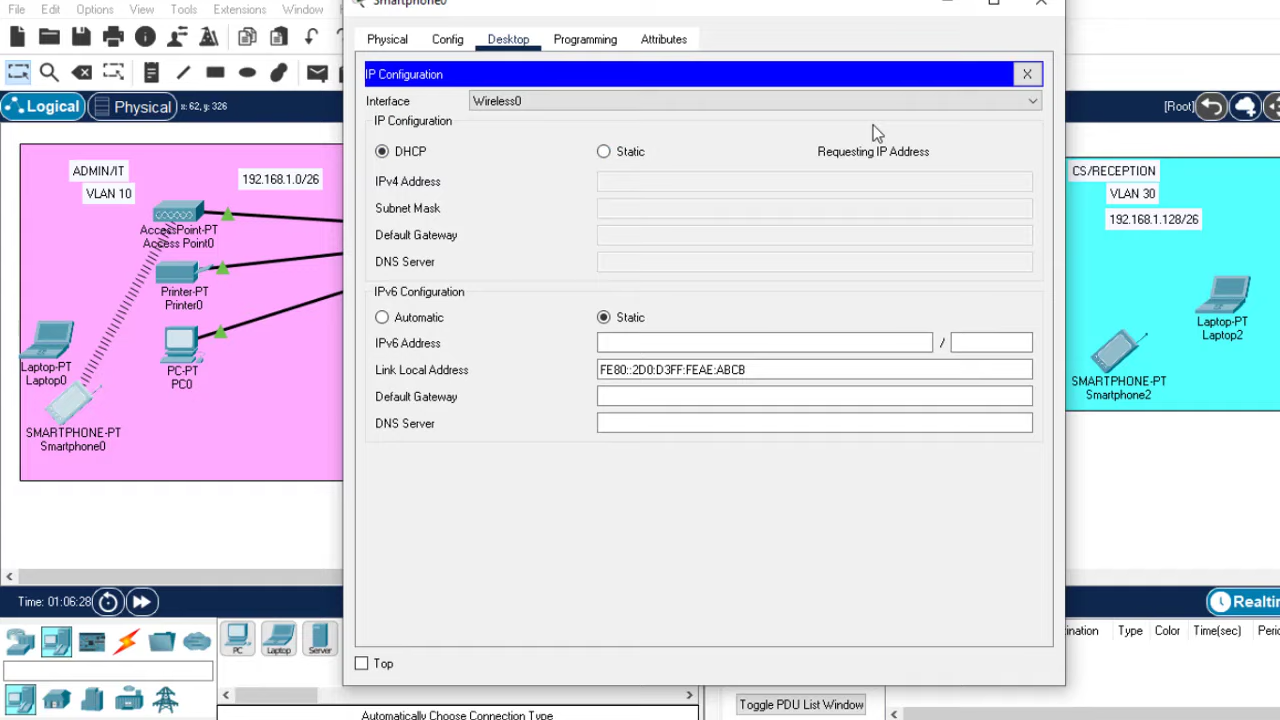 Smartphone0
File Edit Options View Tools Extensions Window
Physical Config Desktop Programming Attributes
IP Configuration X
Interface Wireless0
Logical Physical x: 62, y: 326
[Root]
IP Configuration
DHCP Static Requesting IP Address
IPv4 Address
Subnet Mask
Default Gateway
DNS Server
IPv6 Configuration
Automatic Static
IPv6 Address /
Link Local Address FE80::2D0:D3FF:FEAE:ABCB
Default Gateway
DNS Server
Top
ADMIN/IT
VLAN 10
192.168.1.0/26
AccessPoint-PT
Access Point0
Printer-PT
Printer0
PC-PT
PC0
Laptop-PT
Laptop0
SMARTPHONE-PT
Smartphone0
CS/RECEPTION
VLAN 30
192.168.1.128/26
Laptop-PT
Laptop2
SMARTPHONE-PT
Smartphone2
Time: 01:06:28
Realti
PC Laptop Server
ination Type Color Time(sec) Peri
Toggle PDU List Window
Automatically Choose Connection Type